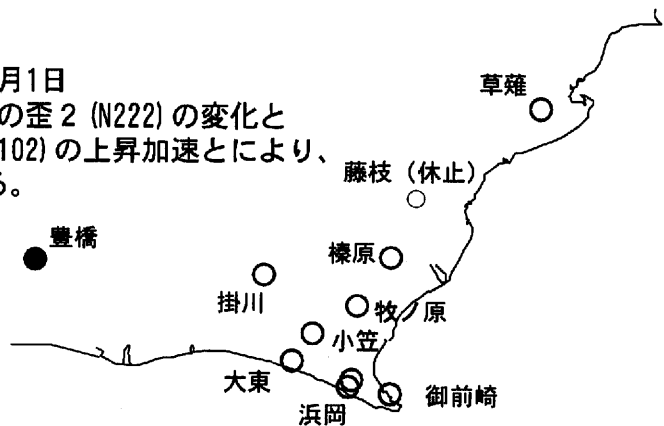 月1日
の歪2 (N222) の変化と
102) の上昇加速とにより、
る。
草薙
藤枝（休止）
豊橋
榛原
掛川
牧ノ原
小笠
大東
浜岡
御前崎